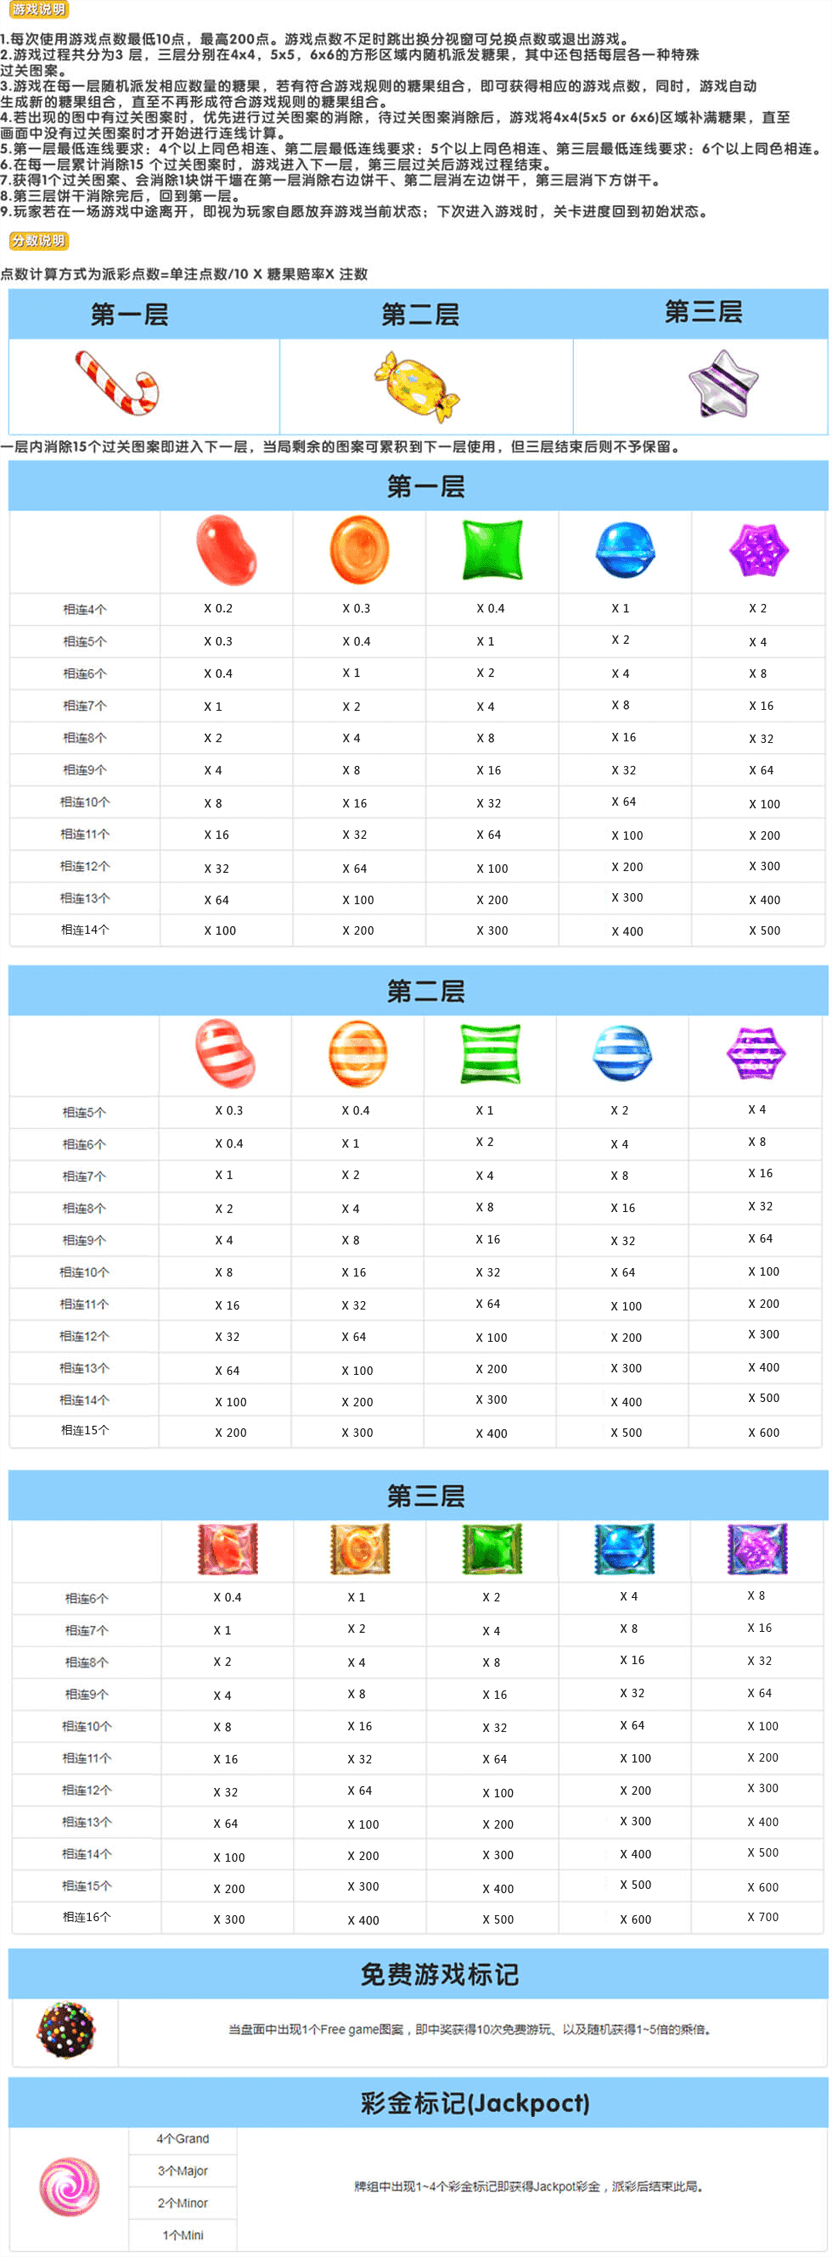 游戏说明
1.每次使用游戏点数最低10点，最高200点。游戏点数不足时跳出换分视窗可兑换点数或退出游戏。
2.游戏过程共分为3 层，三层分别在4x4，5x5，6x6的方形区域内随机派发糖果，其中还包括每层各一种特殊
过关图案。
3.游戏在每一层随机派发相应数量的糖果，若有符合游戏规则的糖果组合，即可获得相应的游戏点数，同时，游戏自动
生成新的糖果组合，直至不再形成符合游戏规则的糖果组合。
4.若出现的图中有过关图案时，优先进行过关图案的消除，待过关图案消除后，游戏将4x4(5x5 or 6x6)区域补满糖果，直至
画面中没有过关图案时才开始进行连线计算。
5.第一层最低连线要求：4个以上同色相连、第二层最低连线要求：5个以上同色相连、第三层最低连线要求：6个以上同色相连。
6.在每一层累计消除15 个过关图案时，游戏进入下一层，第三层过关后游戏过程结束。
7.获得1个过关图案、会消除1块饼干墙在第一层消除右边饼干、第二层消左边饼干，第三层消下方饼干。
8.第三层饼干消除完后，回到第一层。
9.玩家若在一场游戏中途离开，即视为玩家自愿放弃游戏当前状态；下次进入游戏时，关卡进度回到初始状态。
分数说明
点数计算方式为派彩点数=单注点数/10 X 糖果赔率X 注数
第一层 第二层 第三层
一层内消除15个过关图案即进入下一层，当局剩余的图案可累积到下一层使用，但三层结束后则不予保留。
第一层
相连4个 X 0.2 X 0.3 X 0.4 X 1 X 2
相连5个 X 0.3 X 0.4 X 1 X 2 X 4
相连6个 X 0.4 X 1 X 2 X 4 X 8
相连7个 X 1 X 2 X 4 X 8 X 16
相连8个 X 2 X 4 X 8 X 16 X 32
相连9个 X 4 X 8 X 16 X 32 X 64
相连10个 X 8 X 16 X 32 X 64 X 100
相连11个 X 16 X 32 X 64 X 100 X 200
相连12个 X 32 X 64 X 100 X 200 X 300
相连13个 X 64 X 100 X 200 X 300 X 400
相连14个 X 100 X 200 X 300 X 400 X 500
第二层
相连5个 X 0.3 X 0.4 X 1 X 2 X 4
相连6个 X 0.4 X 1 X 2 X 4 X 8
相连7个 X 1 X 2 X 4 X 8 X 16
相连8个 X 2 X 4 X 8 X 16 X 32
相连9个 X 4 X 8 X 16 X 32 X 64
相连10个 X 8 X 16 X 32 X 64 X 100
相连11个 X 16 X 32 X 64 X 100 X 200
相连12个 X 32 X 64 X 100 X 200 X 300
相连13个 X 64 X 100 X 200 X 300 X 400
相连14个 X 100 X 200 X 300 X 400 X 500
相连15个 X 200 X 300 X 400 X 500 X 600
第三层
相连6个 X 0.4 X 1 X 2 X 4 X 8
相连7个 X 1 X 2 X 4 X 8 X 16
相连8个 X 2 X 4 X 8 X 16 X 32
相连9个 X 4 X 8 X 16 X 32 X 64
相连10个 X 8 X 16 X 32 X 64 X 100
相连11个 X 16 X 32 X 64 X 100 X 200
相连12个 X 32 X 64 X 100 X 200 X 300
相连13个 X 64 X 100 X 200 X 300 X 400
相连14个 X 100 X 200 X 300 X 400 X 500
相连15个 X 200 X 300 X 400 X 500 X 600
相连16个 X 300 X 400 X 500 X 600 X 700
免费游戏标记
当盘面中出现1个Free game图案，即中奖获得10次免费游玩、以及随机获得1~5倍的乘倍。
彩金标记(Jackpoct)
4个Grand
3个Major
牌组中出现1~4个彩金标记即获得Jackpot彩金，派彩后结束此局。
2个Minor
1个Mini